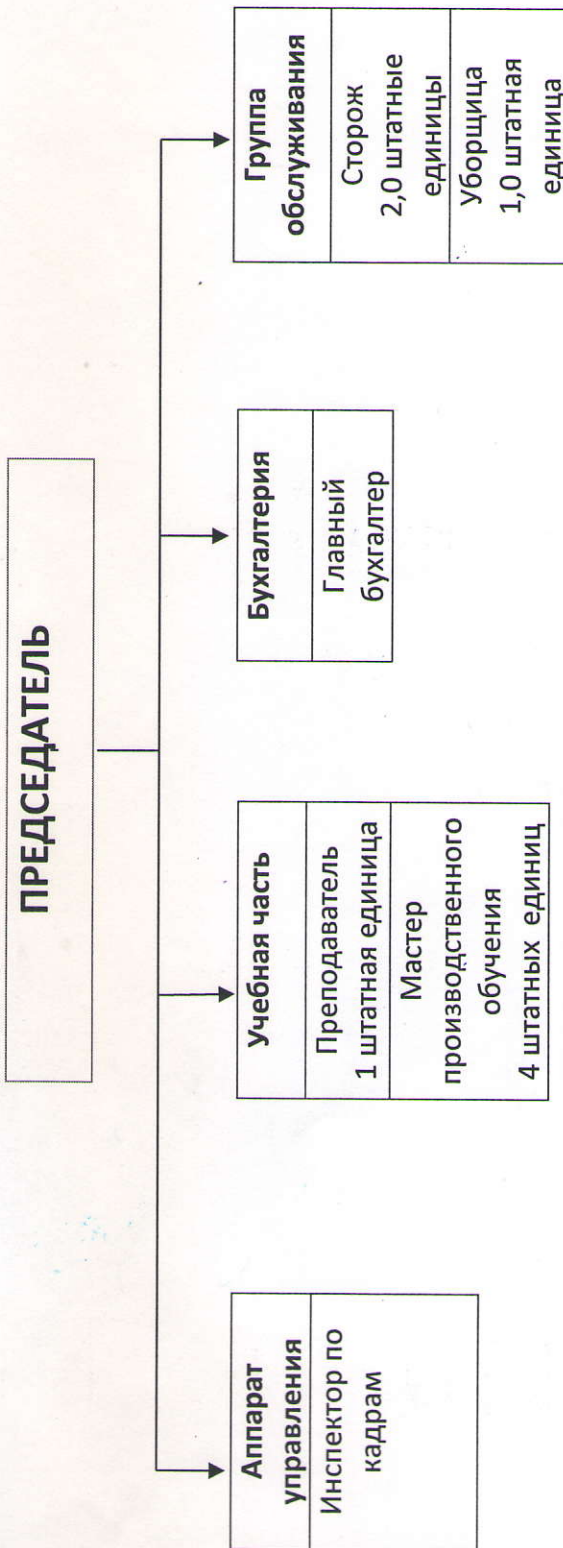 ПРЕДСЕДАТЕЛЬ
Аппарат
управления
Инспектор по
кадрам
Учебная часть
Преподаватель
1 штатная единица
Мастер
производственного
обучения
4 штатных единиц
Бухгалтерия
Главный
бухгалтер
Группа
обслуживания
Сторож
2,0 штатные
единицы
Уборщица
1,0 штатная
единица